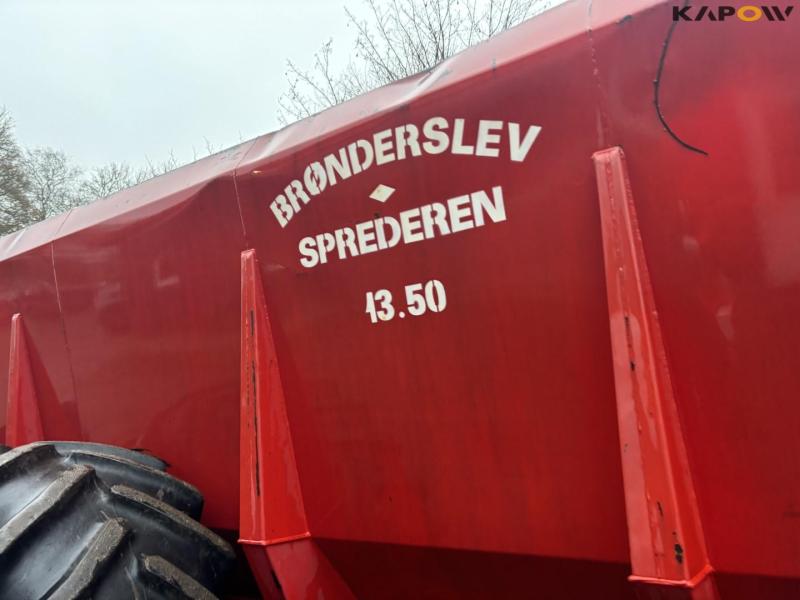 KAPOW
BRØNDERSLEV
SPREDEREN
13.50